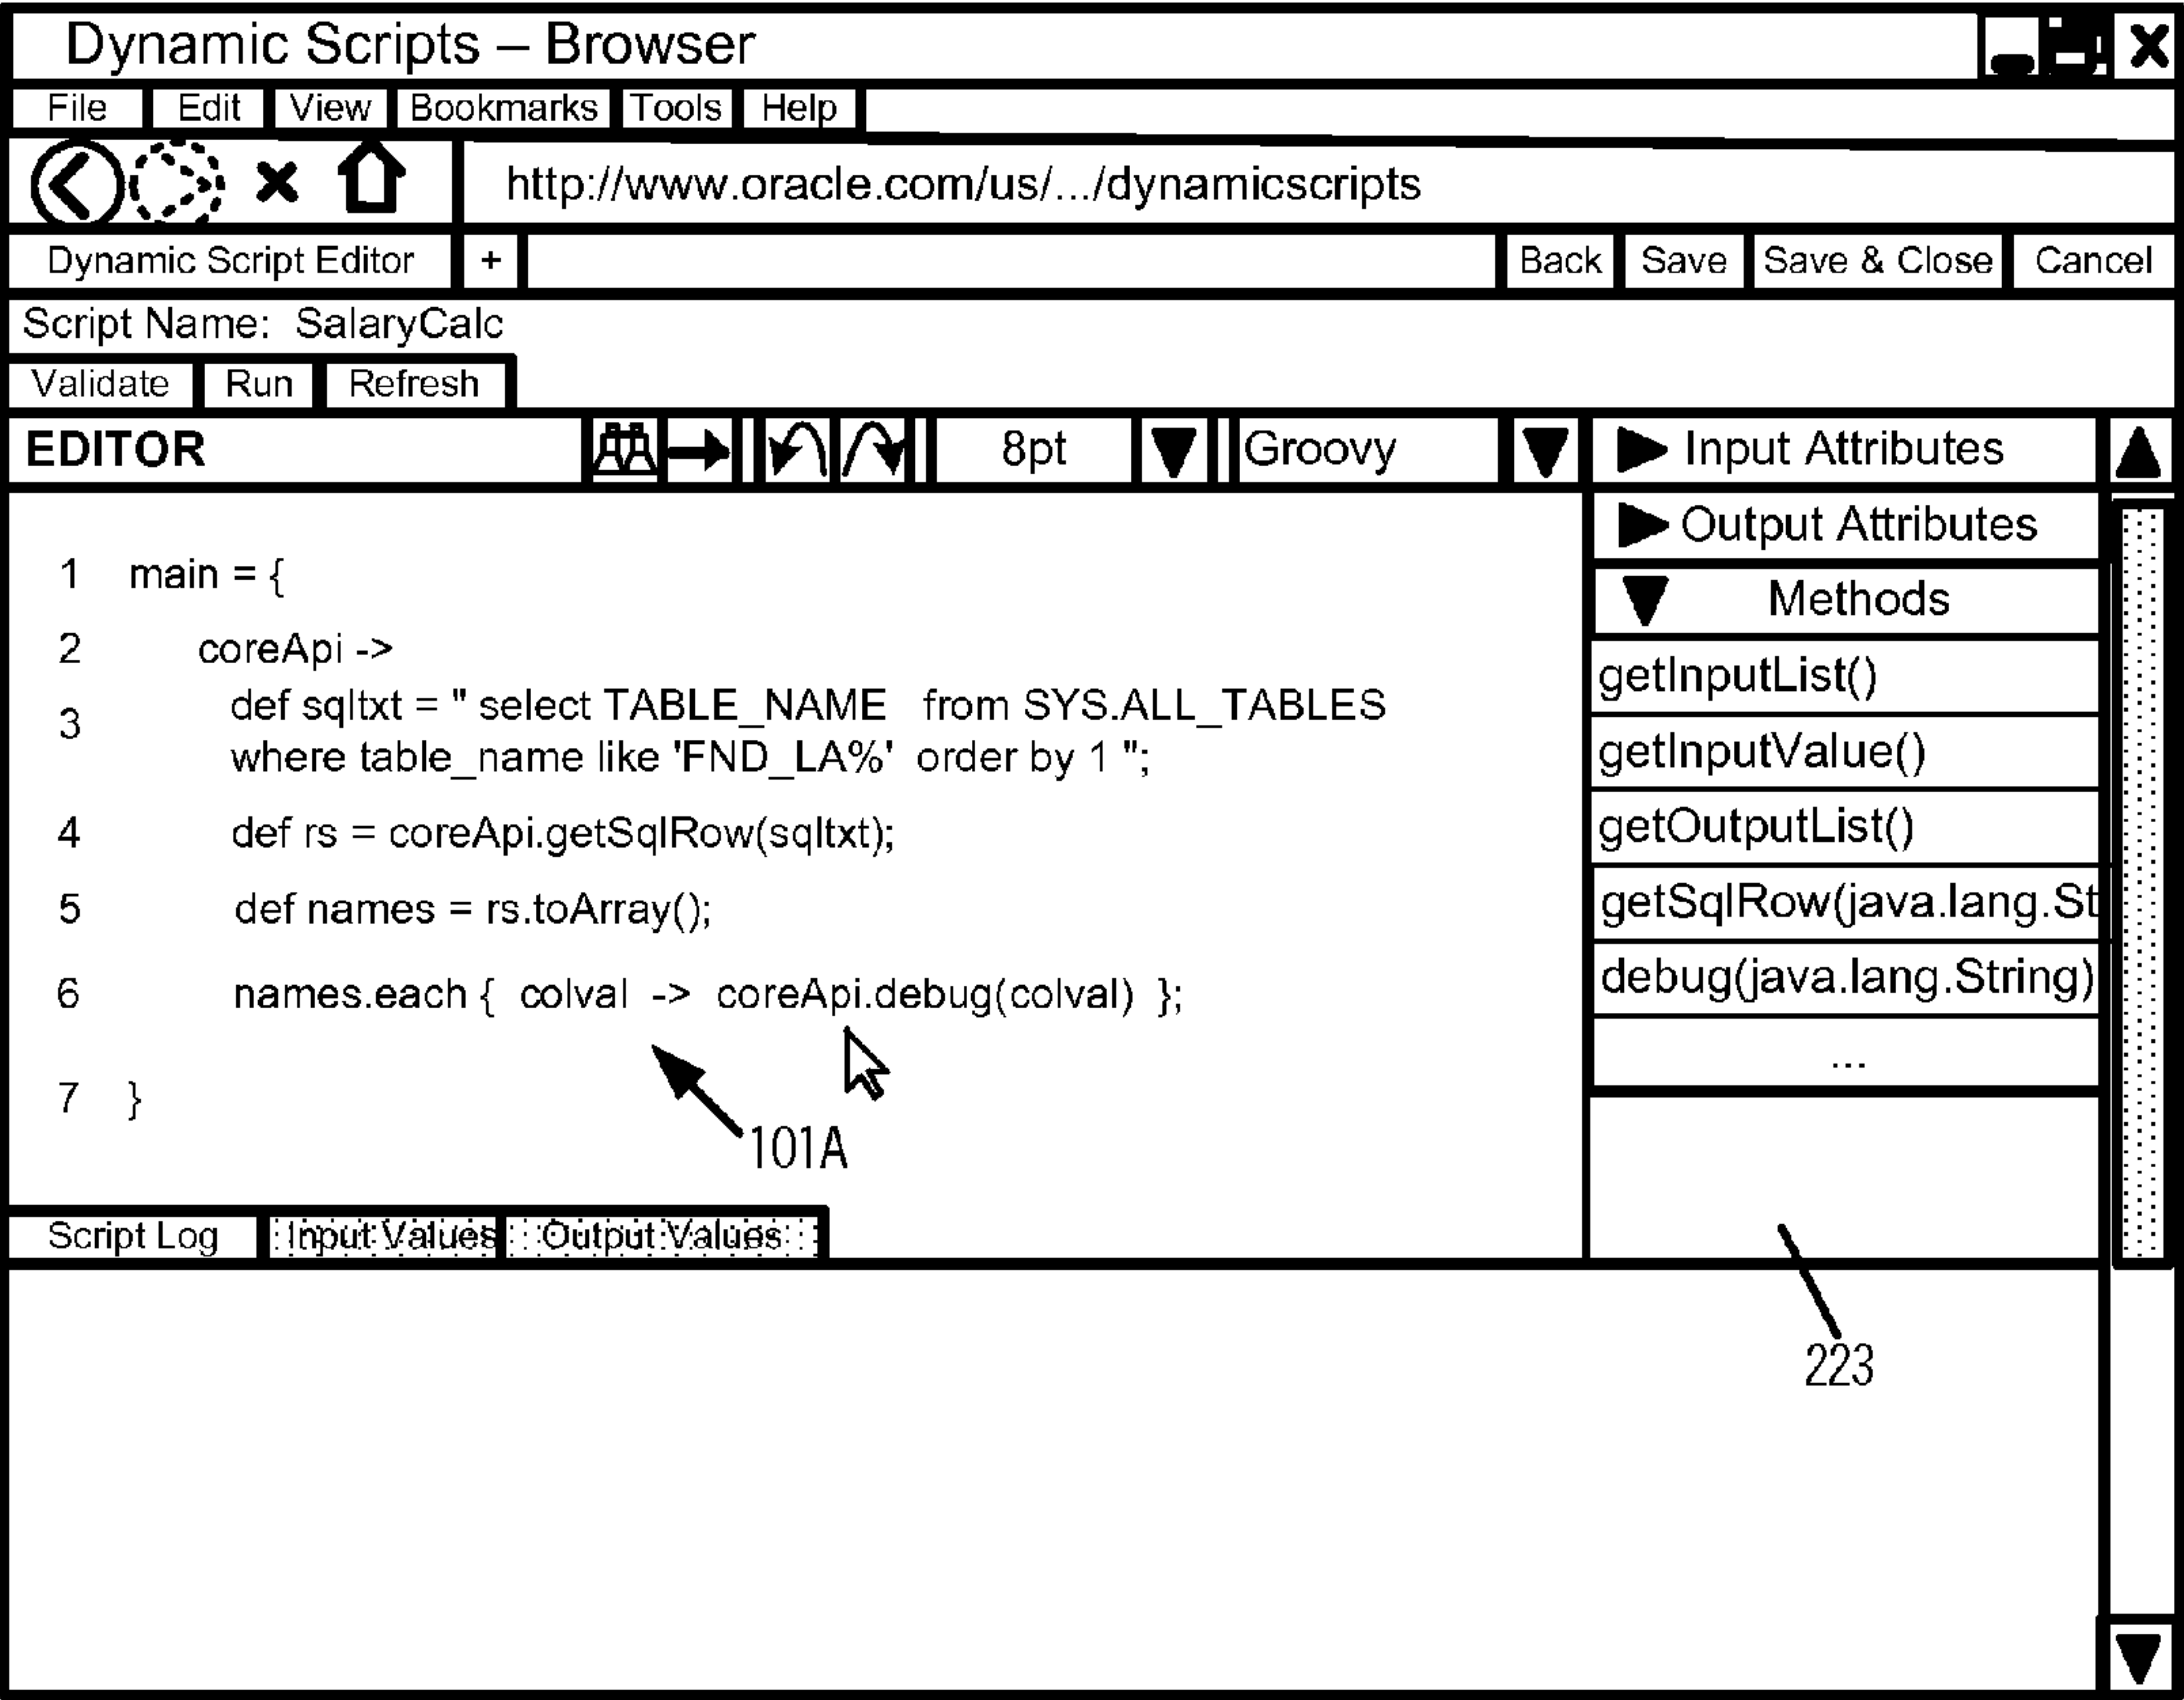 Dynamic Scripts – Browser
File Edit View Bookmarks Tools Help
http://www.oracle.com/us/.../dynamicscripts
Dynamic Script Editor + Back Save Save & Close Cancel
Script Name: SalaryCalc
Validate Run Refresh
EDITOR 8pt Groovy Input Attributes
Output Attributes
Methods
getInputList()
getInputValue()
getOutputList()
getSqlRow(java.lang.St
debug(java.lang.String)
...
1 main = {
2 coreApi ->
3 def sqltxt = " select TABLE_NAME from SYS.ALL_TABLES
where table_name like 'FND_LA%' order by 1 ";
4 def rs = coreApi.getSqlRow(sqltxt);
5 def names = rs.toArray();
6 names.each { colval -> coreApi.debug(colval) };
7 }
101A
Script Log Input Values Output Values
223